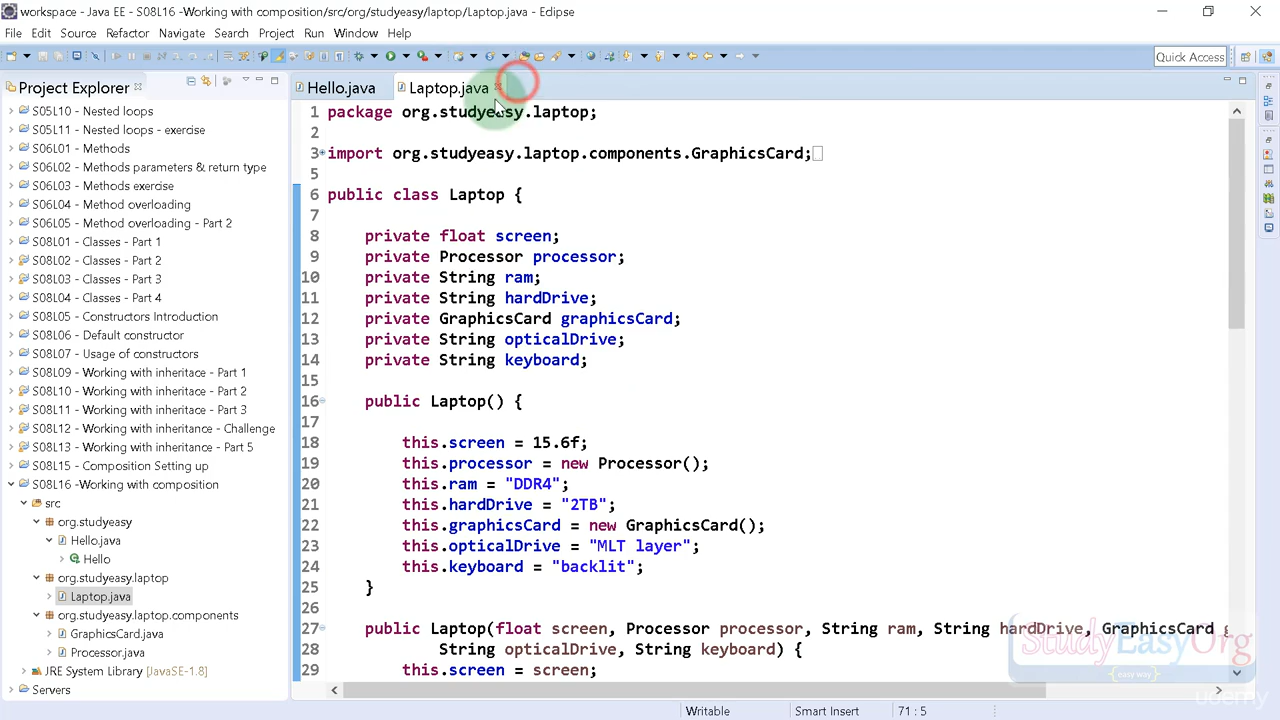 workspace - Java EE - S08L16 -Working with composition/src/org/studyeasy/laptop/Laptop.java - Eclipse
File Edit Source Refactor Navigate Search Project Run Window Help
Quick Access
Project Explorer
Hello.java
Laptop.java
S05L10 - Nested loops
S05L11 - Nested loops - exercise
S06L01 - Methods
S06L02 - Methods parameters & return type
S06L03 - Methods exercise
S06L04 - Method overloading
S06L05 - Method overloading - Part 2
S08L01 - Classes - Part 1
S08L02 - Classes - Part 2
S08L03 - Classes - Part 3
S08L04 - Classes - Part 4
S08L05 - Constructors Introduction
S08L06 - Default constructor
S08L07 - Usage of constructors
S08L09 - Working with inheritace - Part 1
S08L10 - Working with inheritace - Part 2
S08L11 - Working with inheritace - Part 3
S08L12 - Working with inheritance - Challenge
S08L13 - Working with inheritance - Part 5
S08L15 - Composition Setting up
S08L16 -Working with composition
src
org.studyeasy
Hello.java
Hello
org.studyeasy.laptop
Laptop.java
org.studyeasy.laptop.components
GraphicsCard.java
Processor.java
JRE System Library [JavaSE-1.8]
Servers
1 package org.studyeasy.laptop;
2
3 import org.studyeasy.laptop.components.GraphicsCard;
5
6 public class Laptop {
7
8 private float screen;
9 private Processor processor;
10 private String ram;
11 private String hardDrive;
12 private GraphicsCard graphicsCard;
13 private String opticalDrive;
14 private String keyboard;
15
16 public Laptop() {
17
18 this.screen = 15.6f;
19 this.processor = new Processor();
20 this.ram = "DDR4";
21 this.hardDrive = "2TB";
22 this.graphicsCard = new GraphicsCard();
23 this.opticalDrive = "MLT layer";
24 this.keyboard = "backlit";
25 }
26
27 public Laptop(float screen, Processor processor, String ram, String hardDrive, GraphicsCard g
28 String opticalDrive, String keyboard) {
29 this.screen = screen;
StudyEasyOrg
easy way
Writable
Smart Insert
71 : 5
udemy